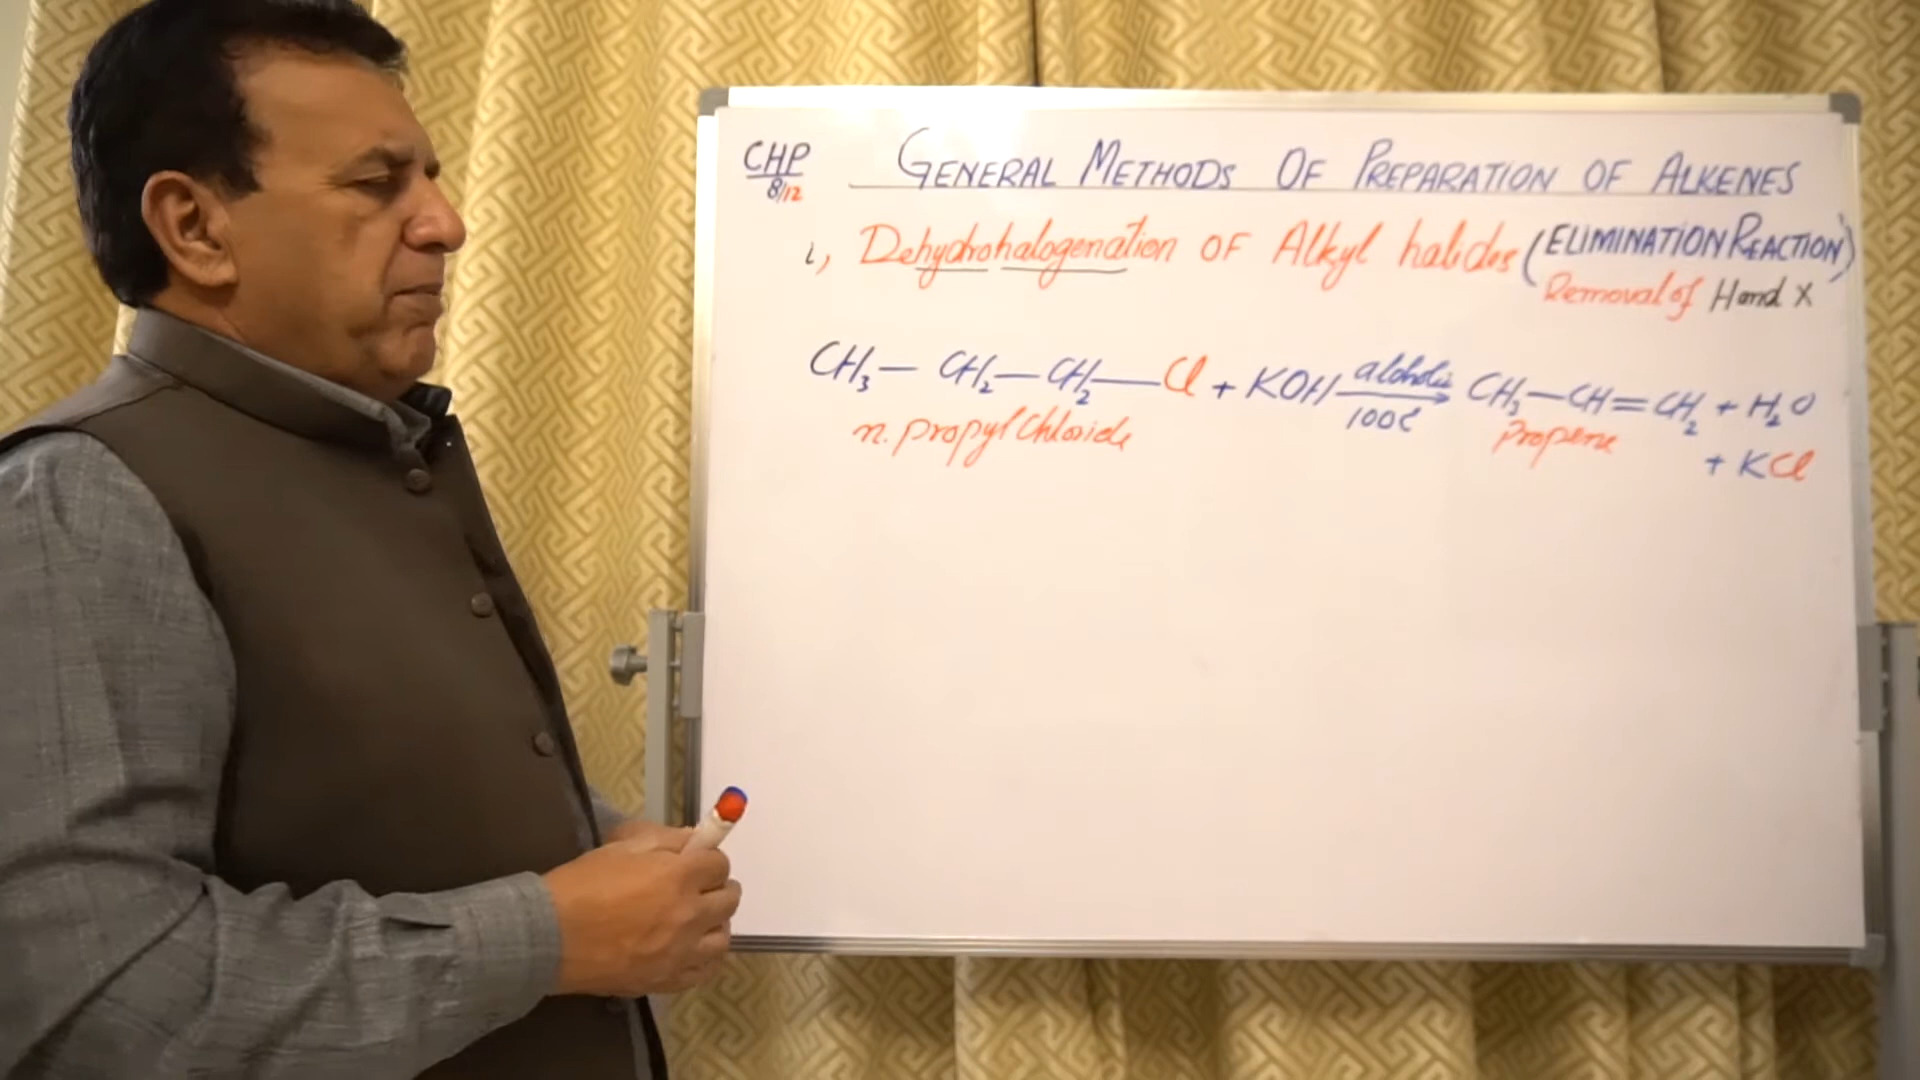 CHP 8/12
GENERAL METHODS OF PREPARATION OF ALKENES
i, Dehydrohalogenation OF Alkyl halides (ELIMINATION REACTION)
Removal of H and X
CH₃— CH₂—CH₂—Cl + KOH alcoholic 100C → CH₃—CH=CH₂ + H₂O
n. propyl Chloride Propene + KCl